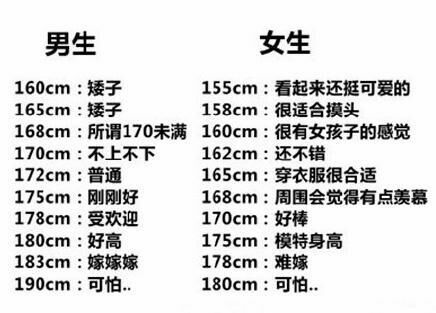 男生
160cm：矮子
165cm：矮子
168cm：所谓170未满
170cm：不上不下
172cm：普通
175cm：刚刚好
178cm：受欢迎
180cm：好高
183cm：嫁嫁嫁
190cm：可怕..
女生
155cm：看起来还挺可爱的
158cm：很适合摸头
160cm：很有女孩子的感觉
162cm：还不错
165cm：穿衣服很合适
168cm：周围会觉得有点羡慕
170cm：好棒
175cm：模特身高
178cm：难嫁
180cm：可怕..